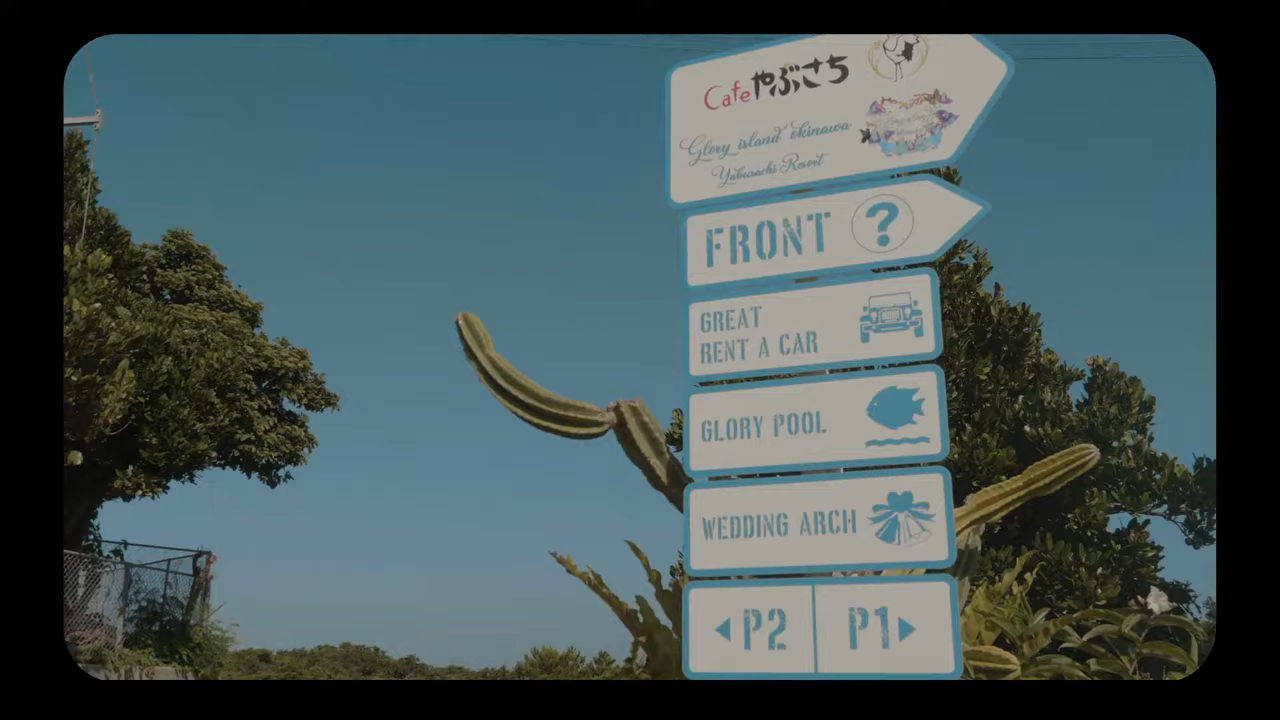 Cafeやぶさち
Glory island okinawa
Yabusachi Resort
FRONT ?
GREAT
RENT A CAR
GLORY POOL
WEDDING ARCH
P2 P1